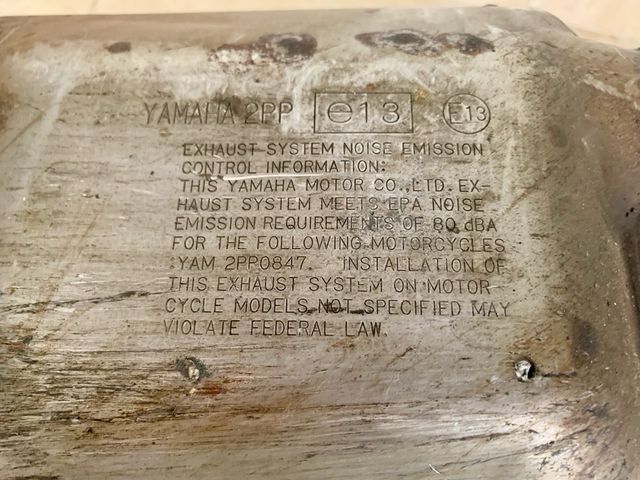 YAMAHA 2PP e13 E13
EXHAUST SYSTEM NOISE EMISSION
CONTROL INFORMATION:
THIS YAMAHA MOTOR CO.,LTD. EX-
HAUST SYSTEM MEETS EPA NOISE
EMISSION REQUIREMENTS OF 80 dBA
FOR THE FOLLOWING MOTORCYCLES
:YAM 2PP0847. INSTALLATION OF
THIS EXHAUST SYSTEM ON MOTOR-
CYCLE MODELS NOT SPECIFIED MAY
VIOLATE FEDERAL LAW.